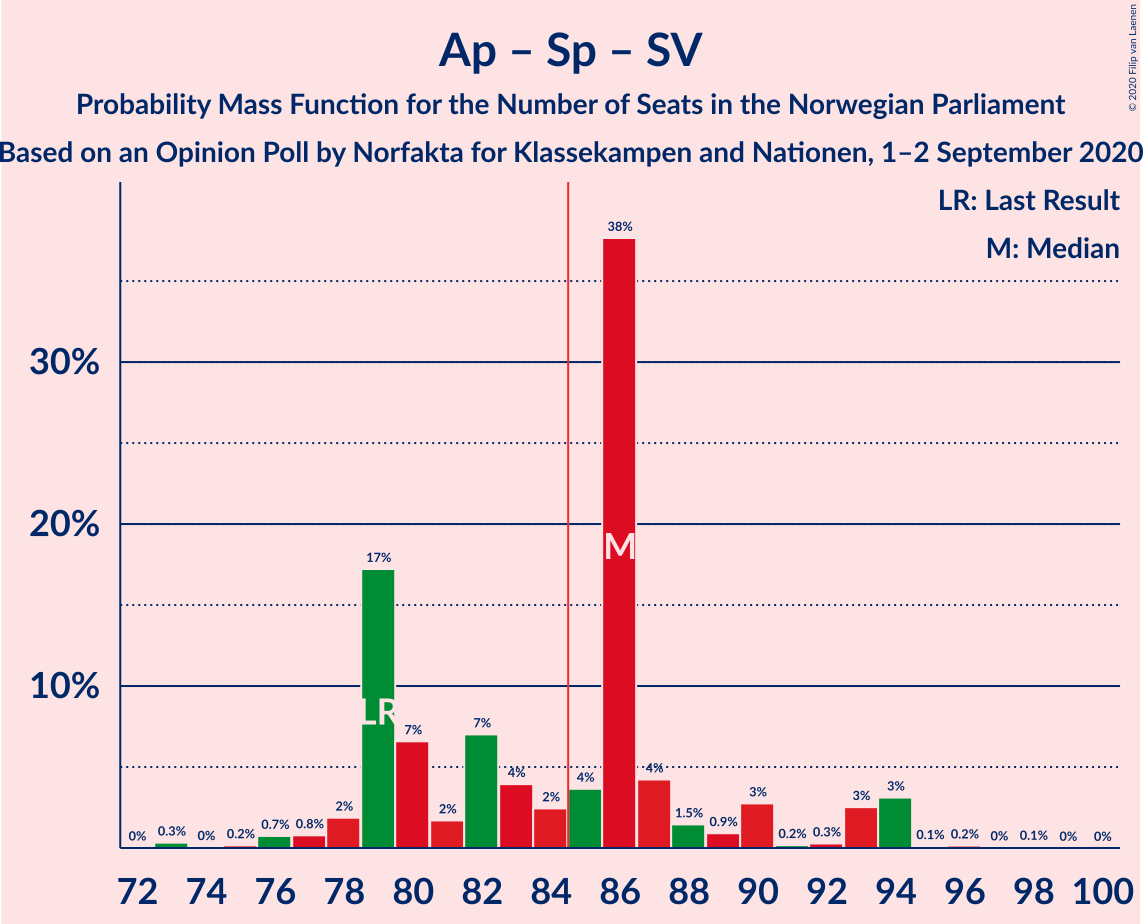 Ap – Sp – SV
Probability Mass Function for the Number of Seats in the Norwegian Parliament
Based on an Opinion Poll by Norfakta for Klassekampen and Nationen, 1–2 September 2020
© 2020 Filip van Laenen
LR: Last Result
M: Median
30%
20%
10%
0% 0.3% 0% 0.2% 0.7% 0.8% 2% 17% 7% 2% 7% 4% 2% 4% 38% 4% 1.5% 0.9% 3% 0.2% 0.3% 3% 3% 0.1% 0.2% 0% 0.1% 0% 0%
LR
M
72 74 76 78 80 82 84 86 88 90 92 94 96 98 100